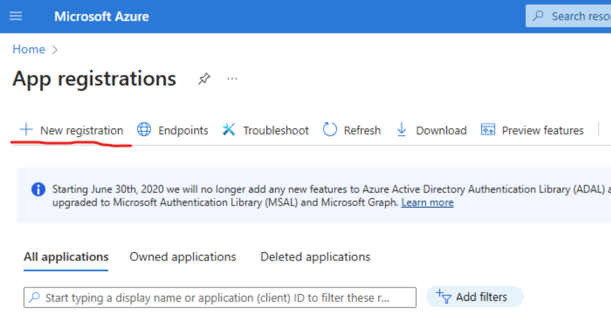 Microsoft Azure
Search resou
Home >
App registrations
New registration Endpoints Troubleshoot Refresh Download Preview features
Starting June 30th, 2020 we will no longer add any new features to Azure Active Directory Authentication Library (ADAL) a
upgraded to Microsoft Authentication Library (MSAL) and Microsoft Graph. Learn more
All applications Owned applications Deleted applications
Start typing a display name or application (client) ID to filter these r...
Add filters